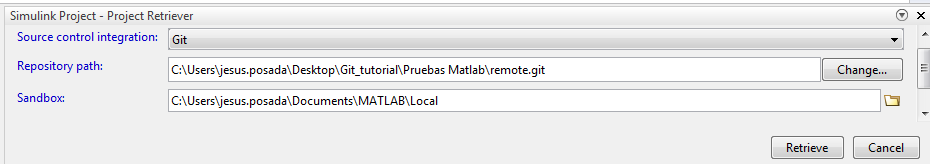 Simulink Project - Project Retriever
Source control integration: Git
Repository path: C:\Users\jesus.posada\Desktop\Git_tutorial\Pruebas Matlab\remote.git Change...
Sandbox: C:\Users\jesus.posada\Documents\MATLAB\Local
Retrieve Cancel